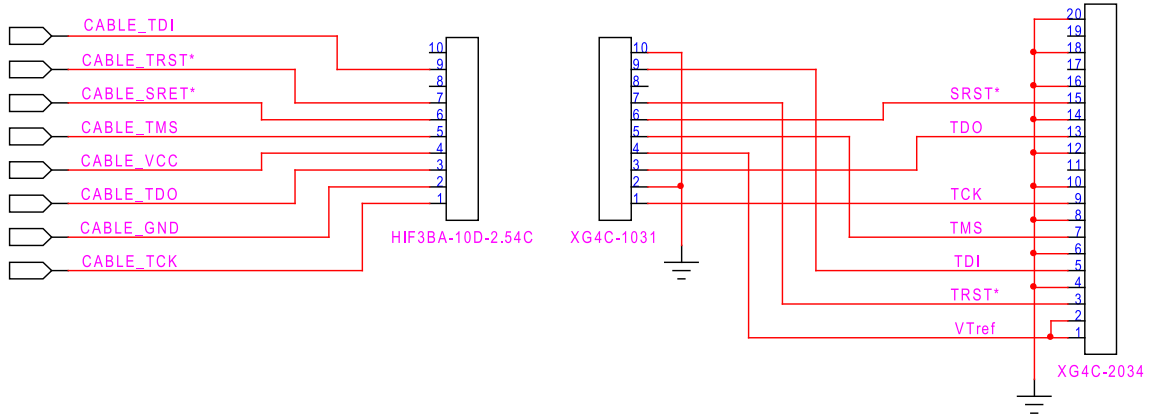 CABLE_TDI
CABLE_TRST*
CABLE_SRET*
CABLE_TMS
CABLE_VCC
CABLE_TDO
CABLE_GND
CABLE_TCK
10
9
8
7
6
5
4
3
2
1
HIF3BA-10D-2.54C
10
9
8
7
6
5
4
3
2
1
XG4C-1031
SRST*
TDO
TCK
TMS
TDI
TRST*
VTref
20
19
18
17
16
15
14
13
12
11
10
9
8
7
6
5
4
3
2
1
XG4C-2034